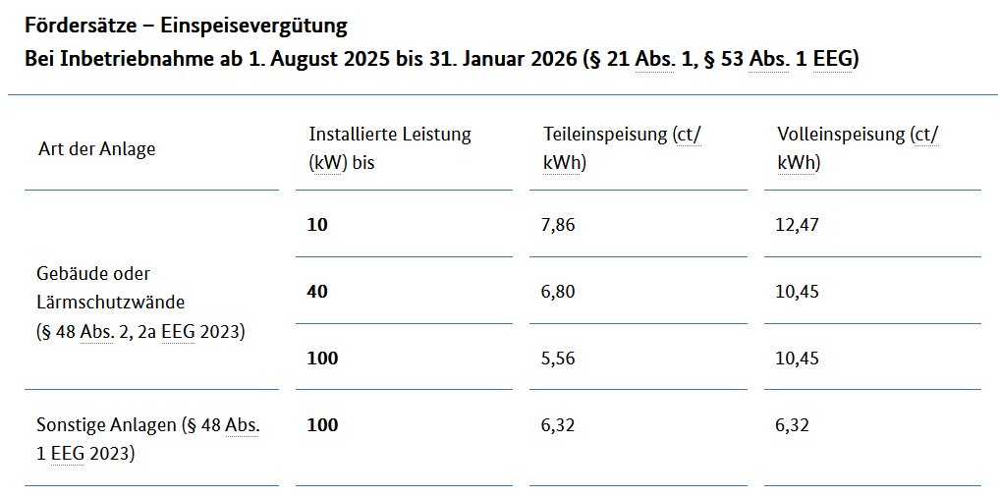 Fördersätze – Einspeisevergütung
Bei Inbetriebnahme ab 1. August 2025 bis 31. Januar 2026 (§ 21 Abs. 1, § 53 Abs. 1 EEG)
Art der Anlage
Installierte Leistung
(kW) bis
Teileinspeisung (ct/
kWh)
Volleinspeisung (ct/
kWh)
Gebäude oder
Lärmschutzwände
(§ 48 Abs. 2, 2a EEG 2023)
10 7,86 12,47
40 6,80 10,45
100 5,56 10,45
Sonstige Anlagen (§ 48 Abs.
1 EEG 2023)
100 6,32 6,32